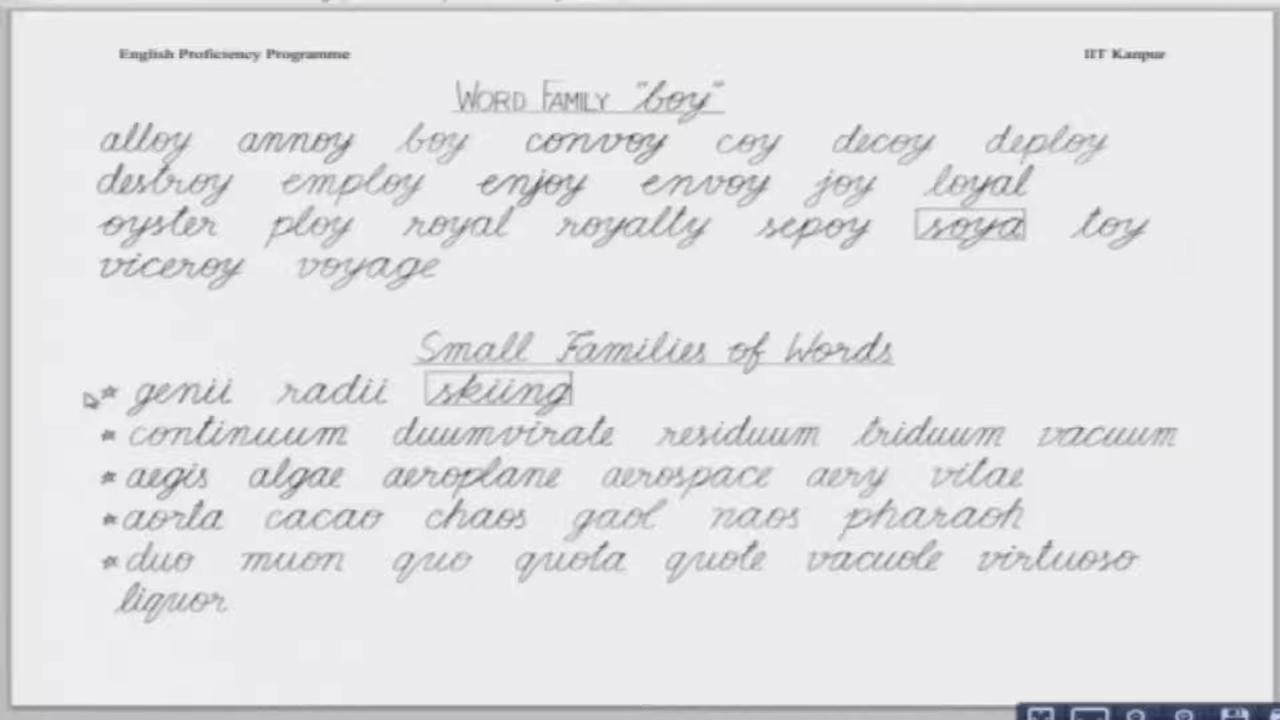 English Proficiency Programme IIT Kanpur
WORD FAMILY "boy"
alloy annoy boy convoy coy decoy deploy
destroy employ enjoy envoy joy loyal
oyster ploy royal royalty sepoy soya toy
viceroy voyage
Small Families of Words
* genii radii skiing
* continuum duumvirate residuum triduum vacuum
* aegis algae aeroplane aerospace aery vitae
* aorta cacao chaos gaol naos pharaoh
* duo muon quo quota quote vacuole virtuoso
liquor